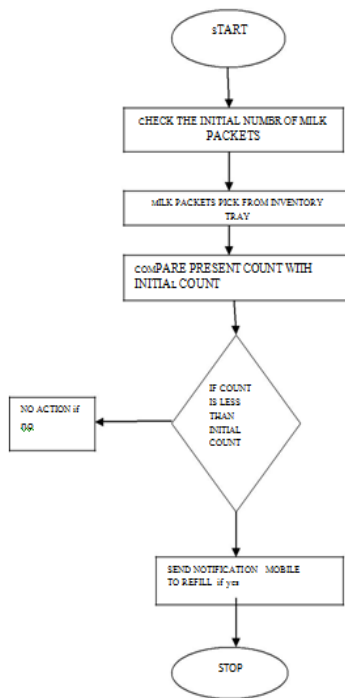 sTART
CHECK THE INITIAL NUMBR OF MILK
PACKETS
MILK PACKETS PICK FROM INVENTORY
TRAY
COMPARE PRESENT COUNT WITH
INITIAL COUNT
IF COUNT
IS LESS
THAN
INITIAL
COUNT
NO ACTION if
SEND NOTIFICATION MOBILE
TO REFILL if yes
STOP